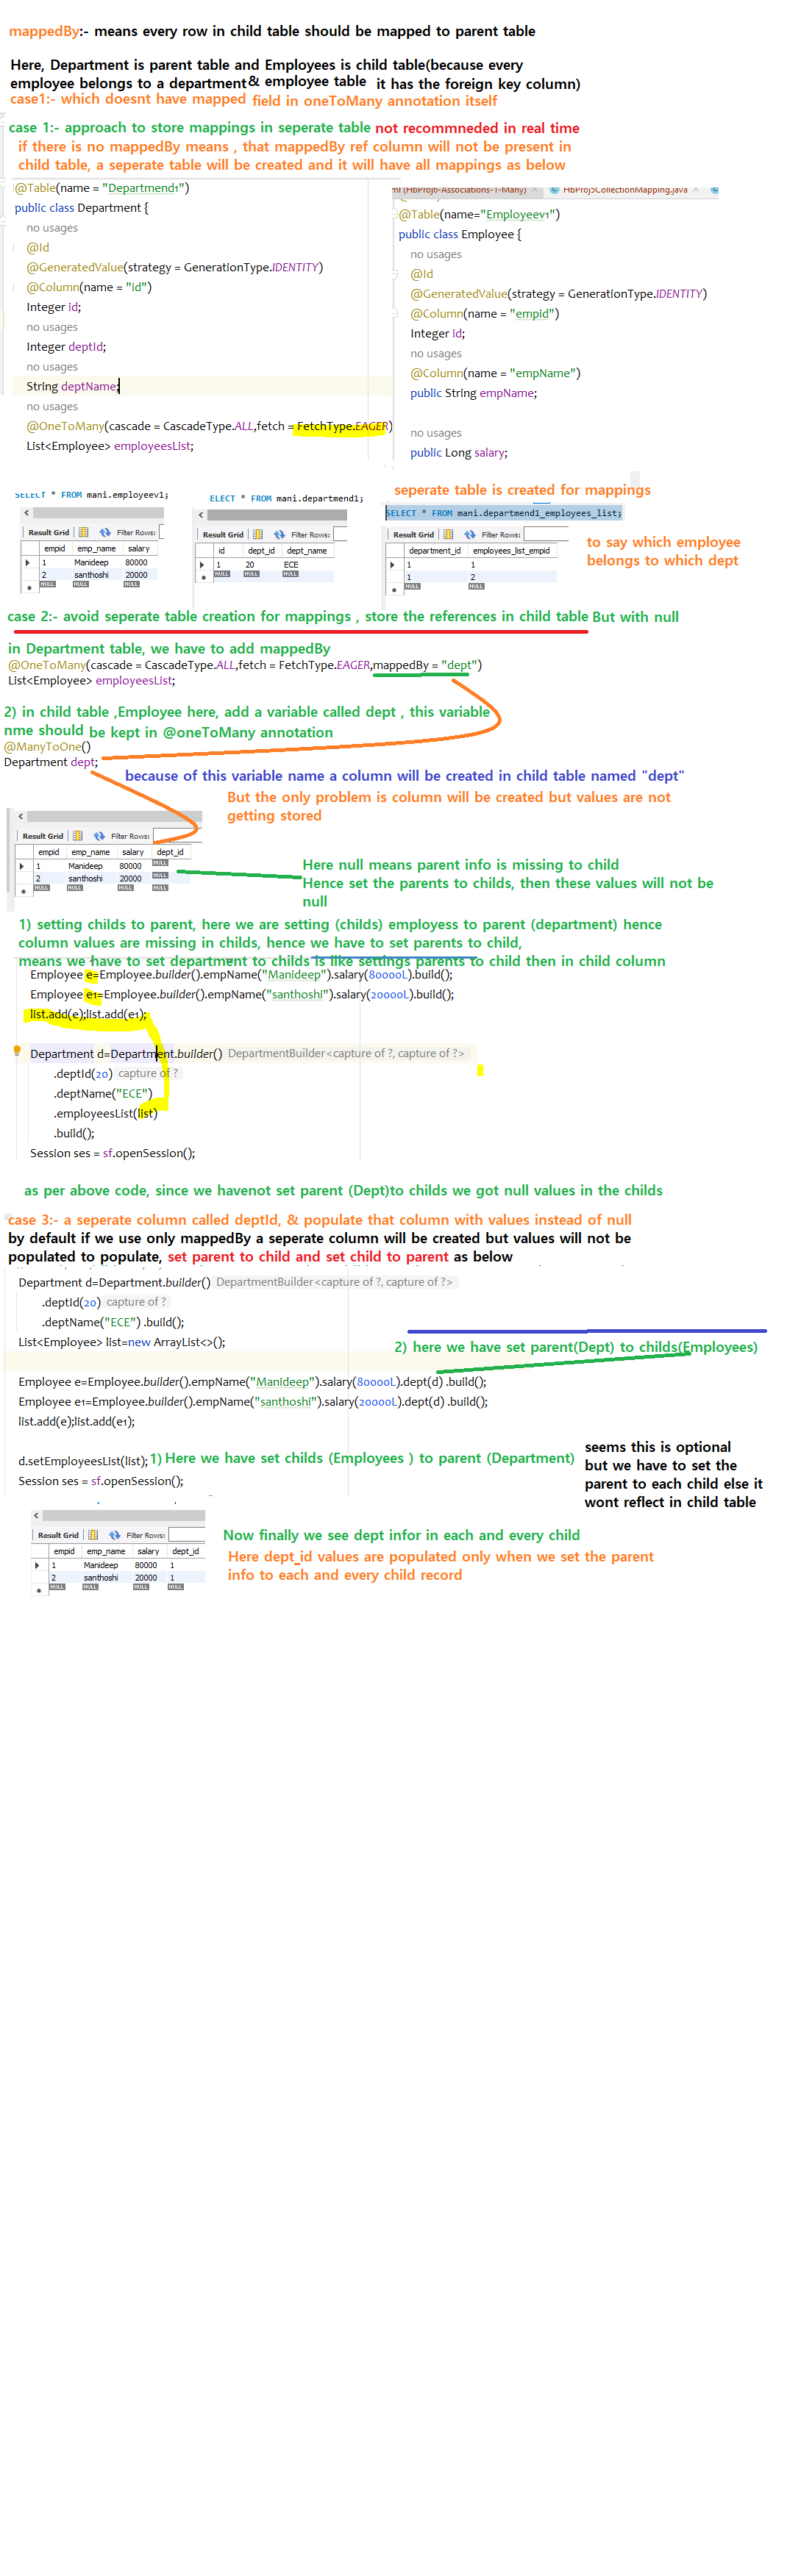 mappedBy:- means every row in child table should be mapped to parent table
Here, Department is parent table and Employees is child table(because every
employee belongs to a department & employee table it has the foreign key column)
case1:- which doesnt have mapped field in oneToMany annotation itself
case 1:- approach to store mappings in seperate table not recommneded in real time
if there is no mappedBy means , that mappedBy ref column will not be present in
child table, a seperate table will be created and it will have all mappings as below
@Table(name = "Departmend1")
public class Department {
no usages
@Id
@GeneratedValue(strategy = GenerationType.IDENTITY)
@Column(name = "id")
Integer id;
no usages
Integer deptId;
no usages
String deptName;
no usages
@OneToMany(cascade = CascadeType.ALL,fetch = FetchType.EAGER)
List<Employee> employeesList;
ml (HbProj6-Associations-1-Many) HbProj5CollectionMapping.java
@Table(name="Employeev1")
public class Employee {
no usages
@Id
@GeneratedValue(strategy = GenerationType.IDENTITY)
@Column(name = "empid")
Integer id;
no usages
@Column(name = "empName")
public String empName;
no usages
public Long salary;
seperate table is created for mappings
SELECT * FROM mani.employeev1;
Result Grid Filter Rows:
empid emp_name salary
1 Manideep 80000
2 santhoshi 20000
NULL NULL NULL
ELECT * FROM mani.departmend1;
Result Grid Filter Rows:
id dept_id dept_name
1 20 ECE
NULL NULL NULL
SELECT * FROM mani.departmend1_employees_list;
Result Grid Filter Rows:
department_id employees_list_empid
1 1
1 2
NULL NULL
to say which employee
belongs to which dept
case 2:- avoid seperate table creation for mappings , store the references in child table But with null
in Department table, we have to add mappedBy
@OneToMany(cascade = CascadeType.ALL,fetch = FetchType.EAGER,mappedBy = "dept")
List<Employee> employeesList;
2) in child table ,Employee here, add a variable called dept , this variable
nme should be kept in @oneToMany annotation
@ManyToOne()
Department dept;
because of this variable name a column will be created in child table named "dept"
But the only problem is column will be created but values are not
getting stored
Result Grid Filter Rows:
empid emp_name salary dept_id
1 Manideep 80000 NULL
2 santhoshi 20000 NULL
NULL NULL NULL NULL
Here null means parent info is missing to child
Hence set the parents to childs, then these values will not be
null
1) setting childs to parent, here we are setting (childs) employess to parent (department) hence
column values are missing in childs, hence we have to set parents to child,
means we have to set department to childs is like settings parents to child then in child column
Employee e=Employee.builder().empName("Manideep").salary(80000L).build();
Employee e1=Employee.builder().empName("santhoshi").salary(20000L).build();
list.add(e);list.add(e1);
Department d=Department.builder() DepartmentBuilder<capture of ?, capture of ?>
.deptId(20) capture of ?
.deptName("ECE")
.employeesList(list)
.build();
Session ses = sf.openSession();
as per above code, since we havenot set parent (Dept)to childs we got null values in the childs
case 3:- a seperate column called deptId, & populate that column with values instead of null
by default if we use only mappedBy a seperate column will be created but values will not be
populated to populate, set parent to child and set child to parent as below
Department d=Department.builder() DepartmentBuilder<capture of ?, capture of ?>
.deptId(20) capture of ?
.deptName("ECE") .build();
List<Employee> list=new ArrayList<>();
2) here we have set parent(Dept) to childs(Employees)
Employee e=Employee.builder().empName("Manideep").salary(80000L).dept(d) .build();
Employee e1=Employee.builder().empName("santhoshi").salary(20000L).dept(d) .build();
list.add(e);list.add(e1);
d.setEmployeesList(list); 1) Here we have set childs (Employees ) to parent (Department)
Session ses = sf.openSession();
seems this is optional
but we have to set the
parent to each child else it
wont reflect in child table
Result Grid Filter Rows:
empid emp_name salary dept_id
1 Manideep 80000 1
2 santhoshi 20000 1
NULL NULL NULL NULL
Now finally we see dept infor in each and every child
Here dept_id values are populated only when we set the parent
info to each and every child record